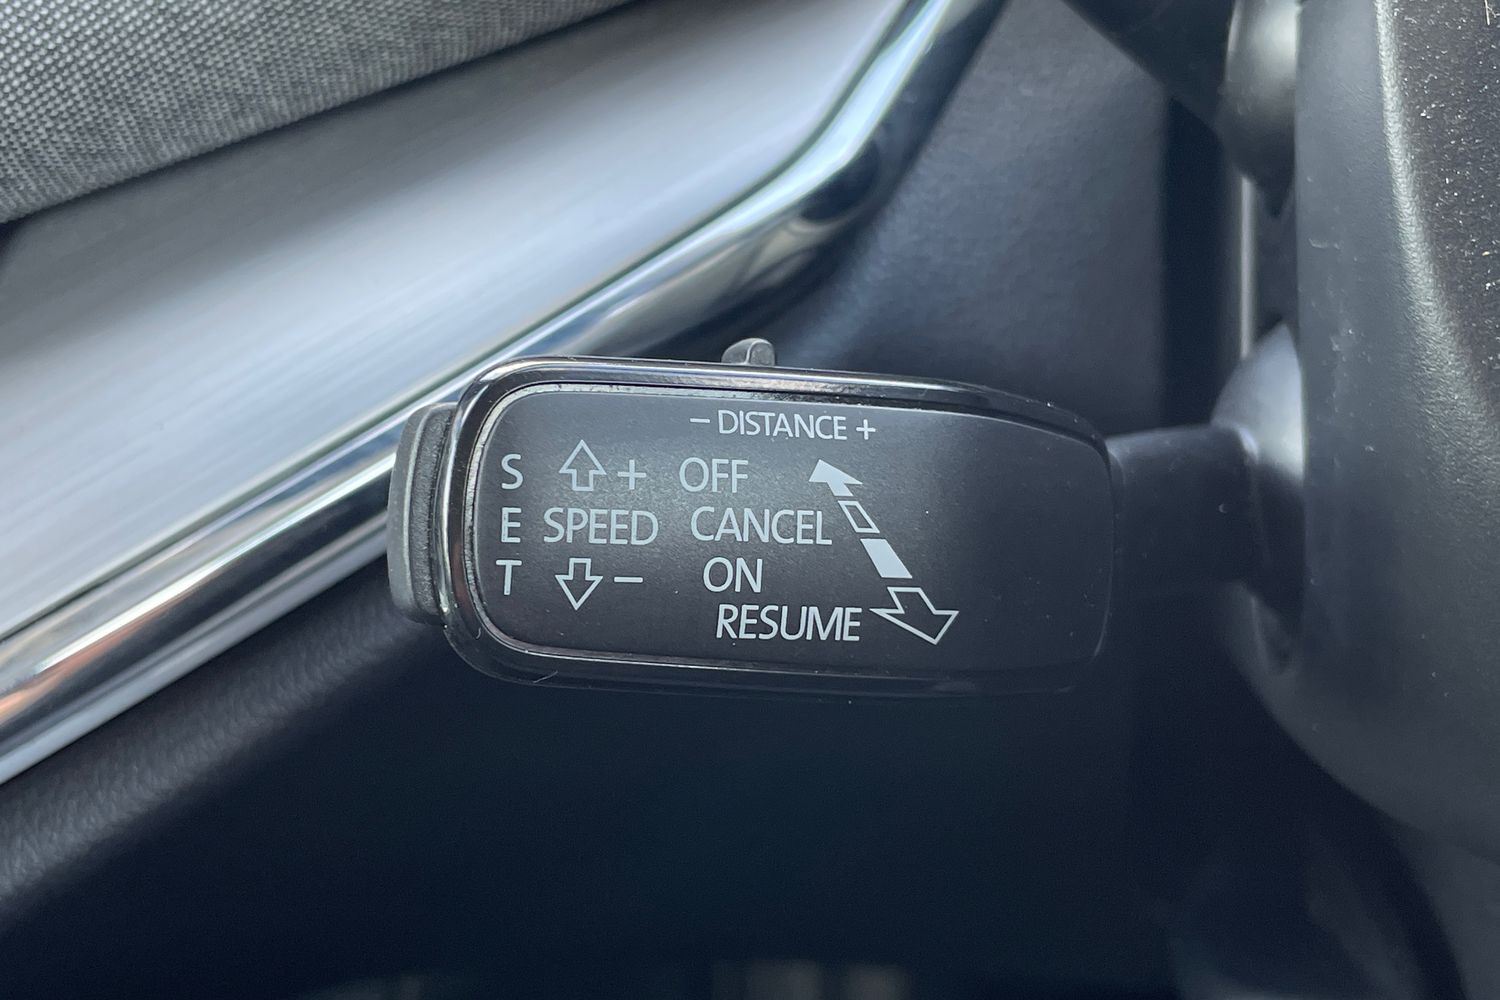 − DISTANCE +
S + OFF
E SPEED CANCEL
T − ON
RESUME